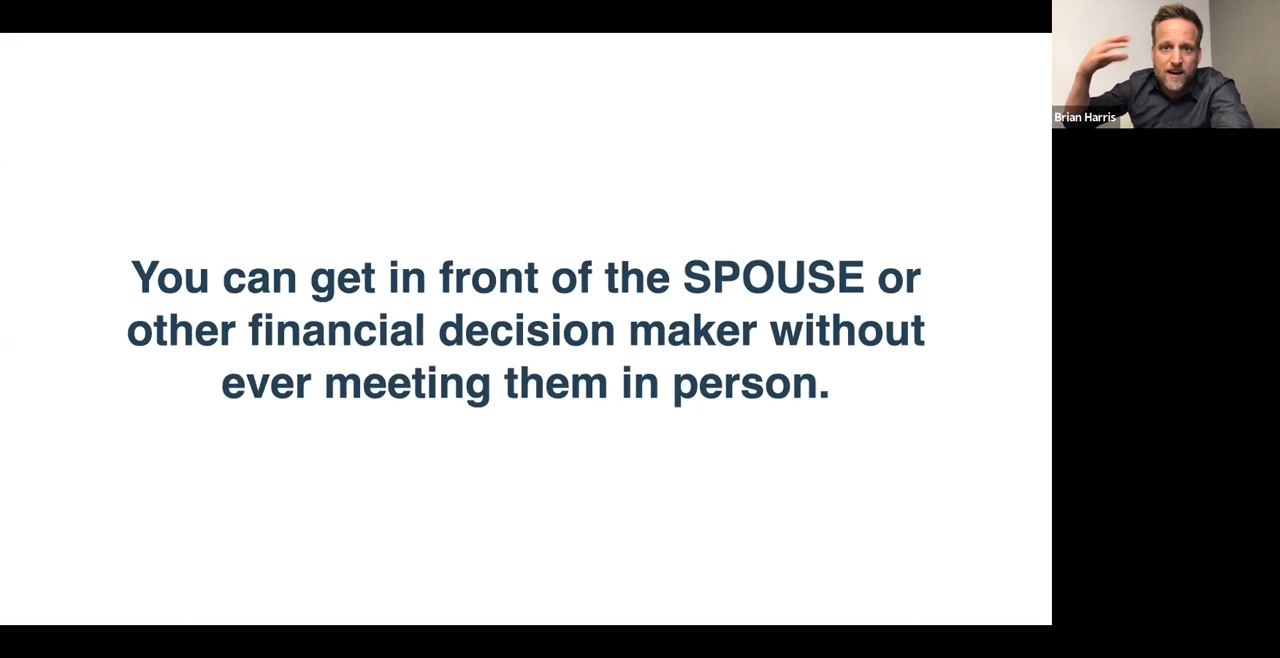 You can get in front of the SPOUSE or
other financial decision maker without
ever meeting them in person.
Brian Harris